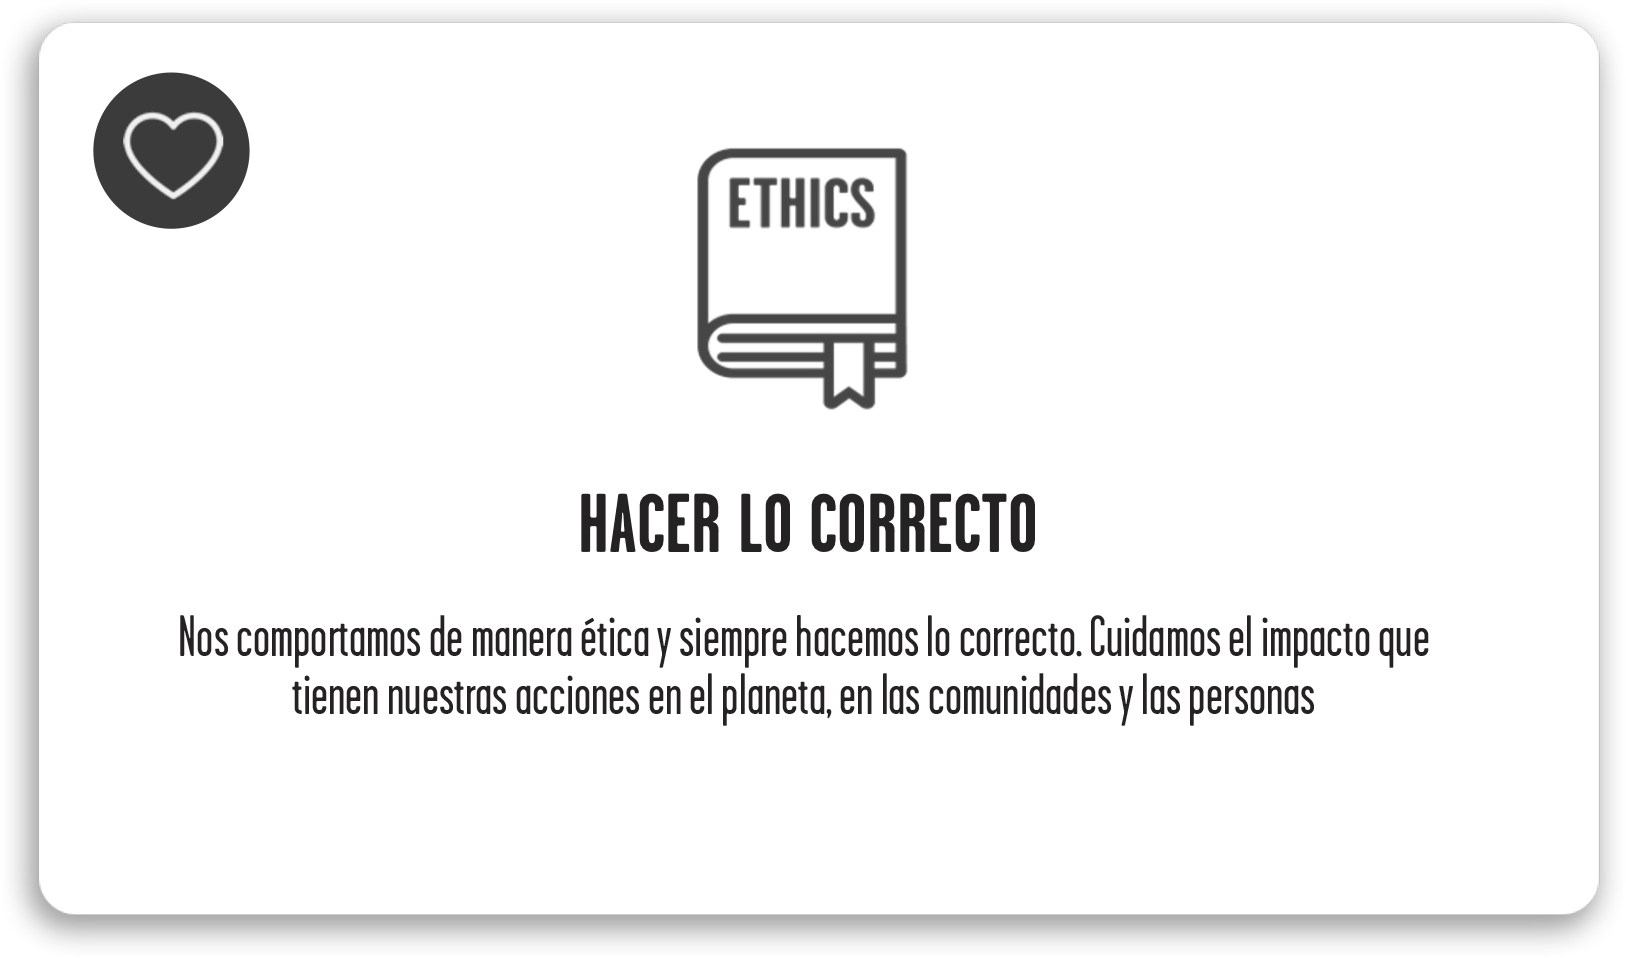 ETHICS
HACER LO CORRECTO
Nos comportamos de manera ética y siempre hacemos lo correcto. Cuidamos el impacto que
tienen nuestras acciones en el planeta, en las comunidades y las personas